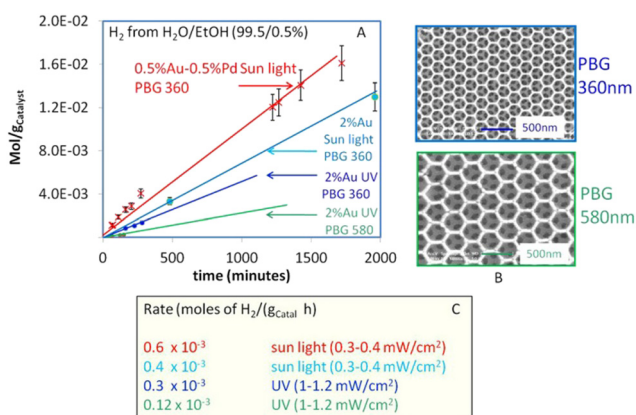 H2 from H2O/EtOH (99.5/0.5%)
A
2.0E-02
1.6E-02
1.2E-02
8.0E-03
4.0E-03
Mol/gCatalyst
0.5%Au-0.5%Pd Sun light
PBG 360
2%Au
Sun light
PBG 360
2%Au UV
PBG 360
2%Au UV
PBG 580
0
500
1000
1500
2000
time (minutes)
500nm
PBG
360nm
500nm
PBG
580nm
B
Rate (moles of H2/(gCatal h)
C
0.6 x 10-3 sun light (0.3-0.4 mW/cm2)
0.4 x 10-3 sun light (0.3-0.4 mW/cm2)
0.3 x 10-3 UV (1-1.2 mW/cm2)
0.12 x 10-3 UV (1-1.2 mW/cm2)